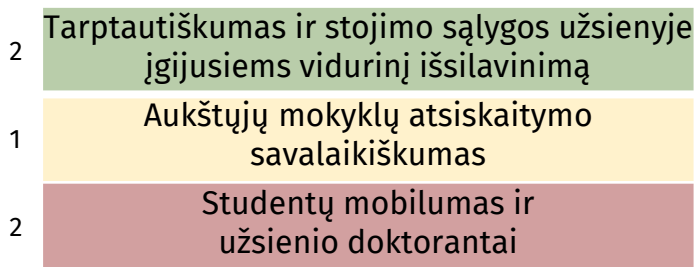 2
Tarptautiškumas ir stojimo sąlygos užsienyje
įgijusiems vidurinį išsilavinimą
1
Aukštųjų mokyklų atsiskaitymo
savalaikiškumas
2
Studentų mobilumas ir
užsienio doktorantai